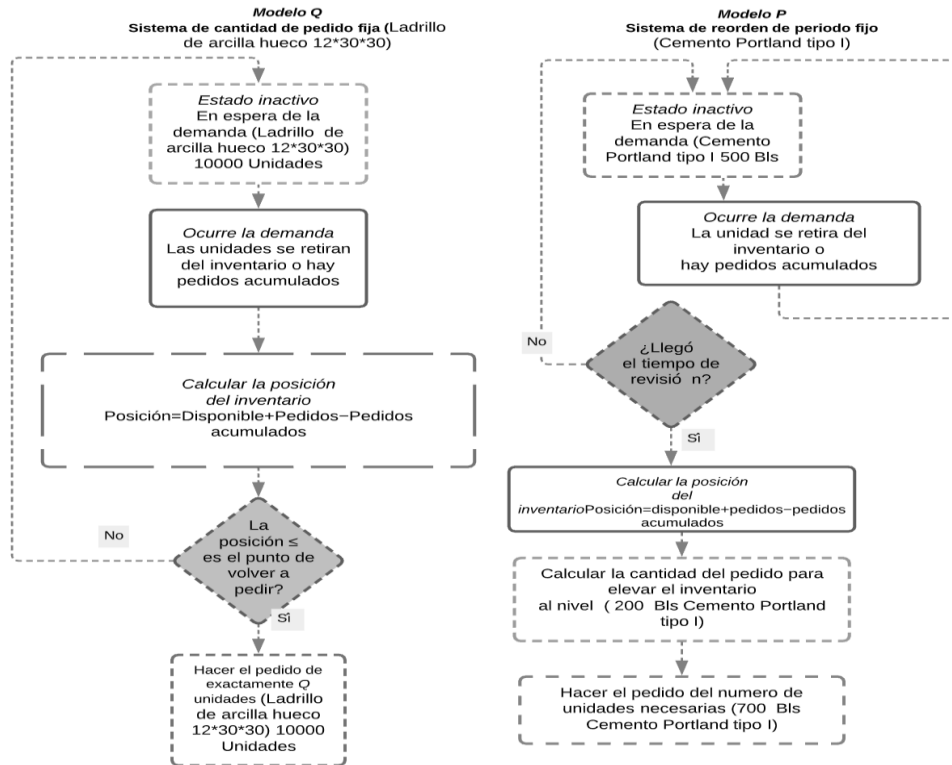 Modelo Q
Sistema de cantidad de pedido fija (Ladrillo
de arcilla hueco 12*30*30)
Estado inactivo
En espera de la
demanda (Ladrillo de
arcilla hueco 12*30*30)
10000 Unidades
Ocurre la demanda
Las unidades se retiran
del inventario o hay
pedidos acumulados
Calcular la posición
del inventario
Posición=Disponible+Pedidos−Pedidos
acumulados
La
posición ≤
es el punto de
volver a
pedir?
No
Sì
Hacer el pedido de
exactamente Q
unidades (Ladrillo
de arcilla hueco
12*30*30) 10000
Unidades
Modelo P
Sistema de reorden de periodo fijo
(Cemento Portland tipo I)
Estado inactivo
En espera de la
demanda (Cemento
Portland tipo I 500 Bls
Ocurre la demanda
La unidad se retira del
inventario o
hay pedidos acumulados
¿Llegó
el tiempo de
revisió n?
No
Sì
Calcular la posición
del
inventarioPosición=disponible+pedidos−pedidos
acumulados
Calcular la cantidad del pedido para
elevar el inventario
al nivel ( 200 Bls Cemento Portland
tipo I)
Hacer el pedido del numero de
unidades necesarias (700 Bls
Cemento Portland tipo I)